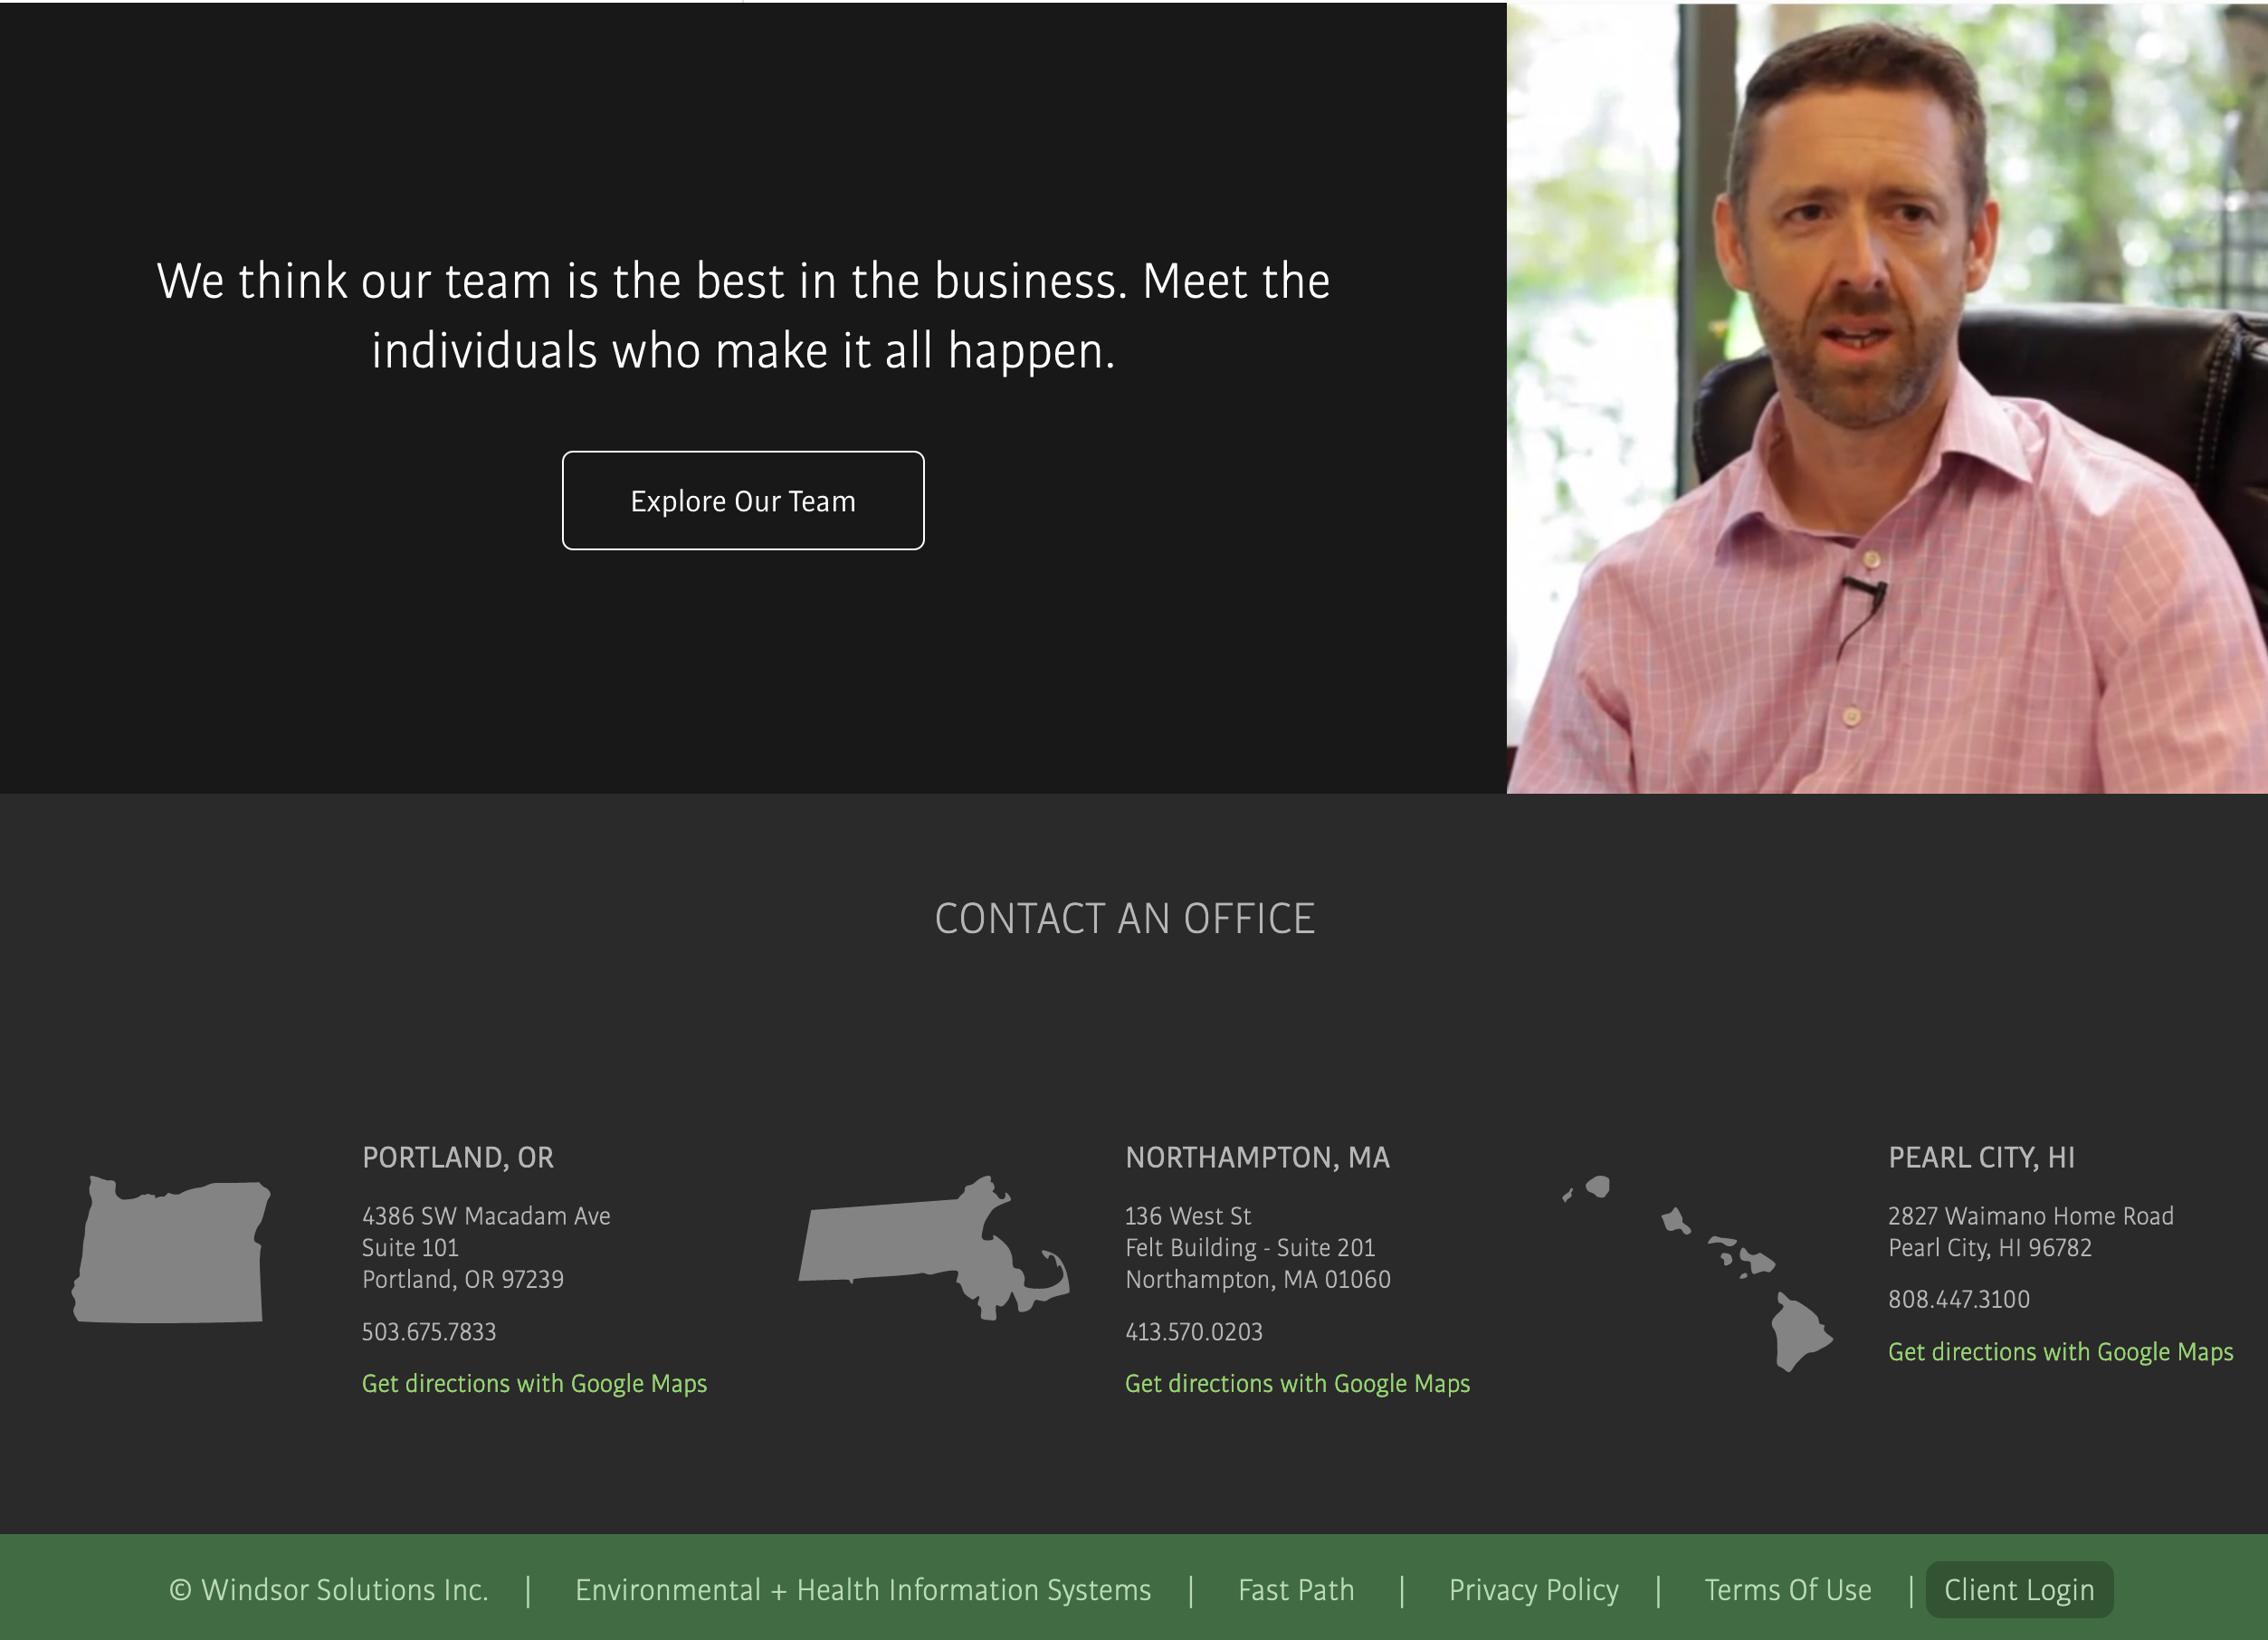 We think our team is the best in the business. Meet the
individuals who make it all happen.
Explore Our Team
CONTACT AN OFFICE
PORTLAND, OR
4386 SW Macadam Ave
Suite 101
Portland, OR 97239
503.675.7833
Get directions with Google Maps
NORTHAMPTON, MA
136 West St
Felt Building - Suite 201
Northampton, MA 01060
413.570.0203
Get directions with Google Maps
PEARL CITY, HI
2827 Waimano Home Road
Pearl City, HI 96782
808.447.3100
Get directions with Google Maps
© Windsor Solutions Inc. | Environmental + Health Information Systems | Fast Path | Privacy Policy | Terms Of Use | Client Login